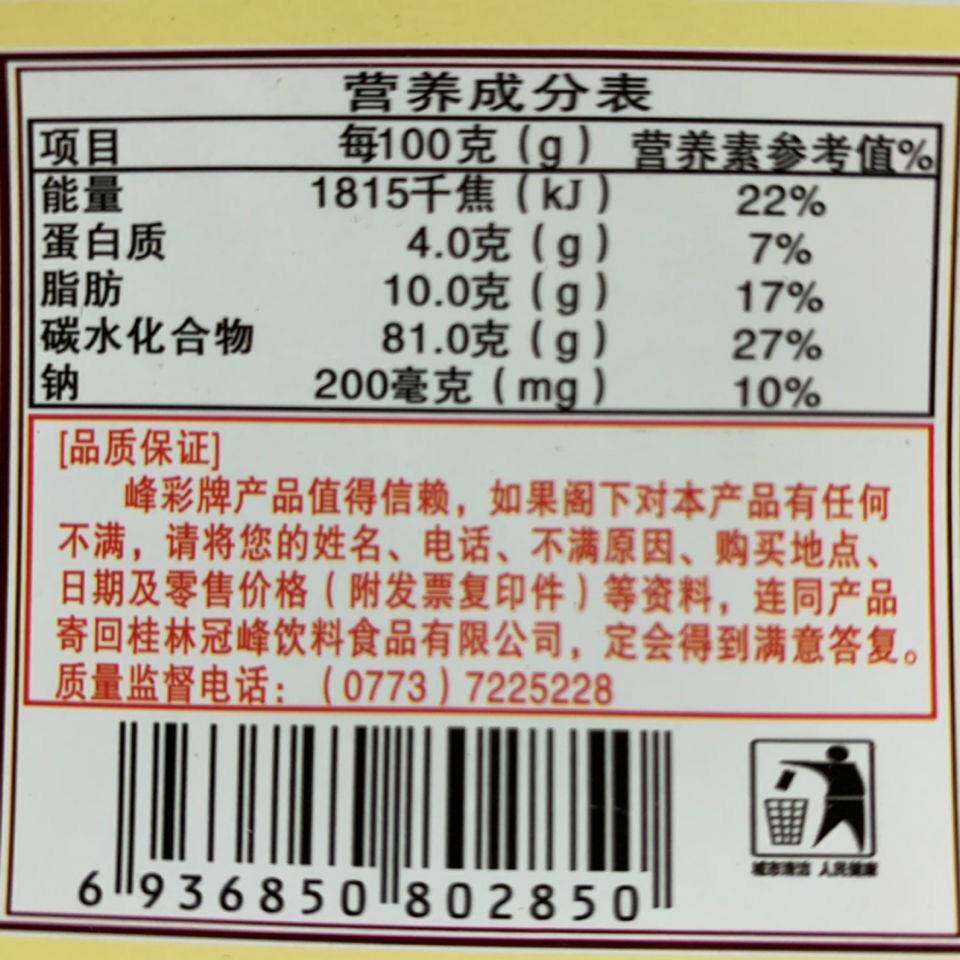 营养成分表
项目 每100克(g) 营养素参考值%
能量 1815千焦(kJ) 22%
蛋白质 4.0克(g) 7%
脂肪 10.0克(g) 17%
碳水化合物 81.0克(g) 27%
钠 200毫克(mg) 10%
[品质保证]
峰彩牌产品值得信赖，如果阁下对本产品有任何
不满，请将您的姓名、电话、不满原因、购买地点、
日期及零售价格(附发票复印件)等资料，连同产品
寄回桂林冠峰饮料食品有限公司，定会得到满意答复。
质量监督电话：(0773)7225228
6 936850 802850
城市清洁 人民健康